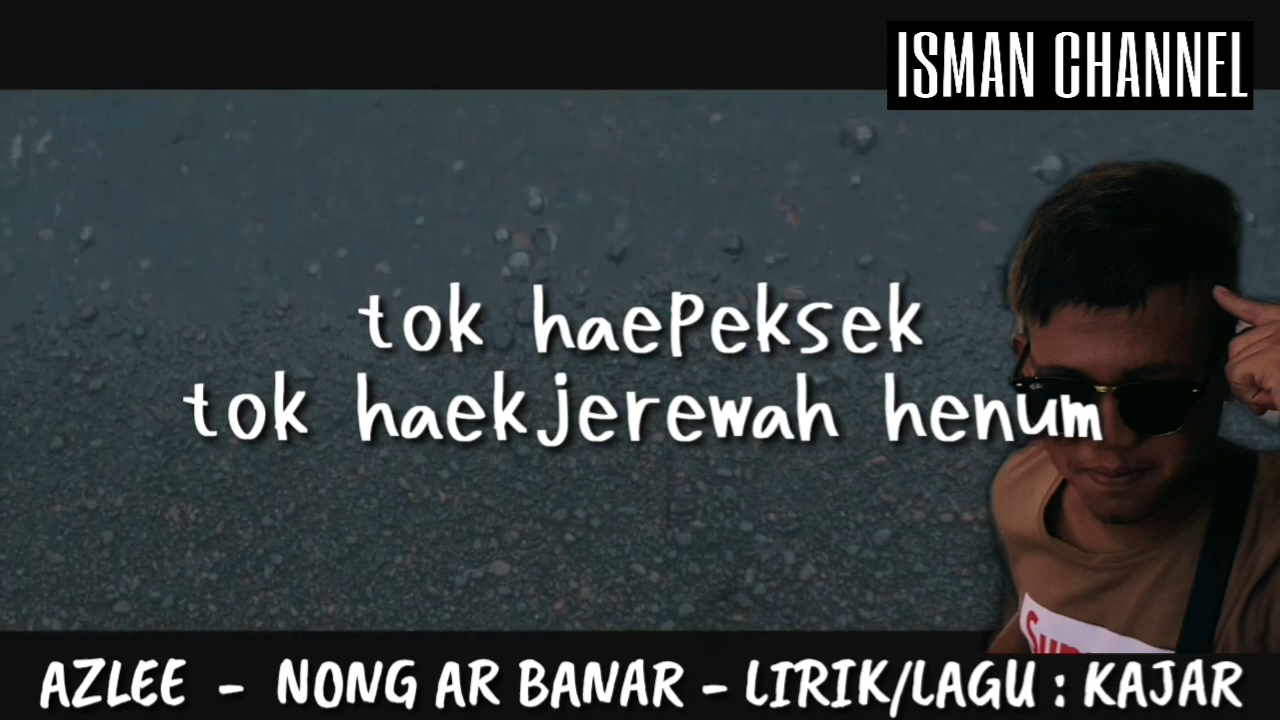 ISMAN CHANNEL
tok haepeksek
tok haekjerewah henum
AZLEE - NONG AR BANAR - LIRIK/LAGU : KAJAR